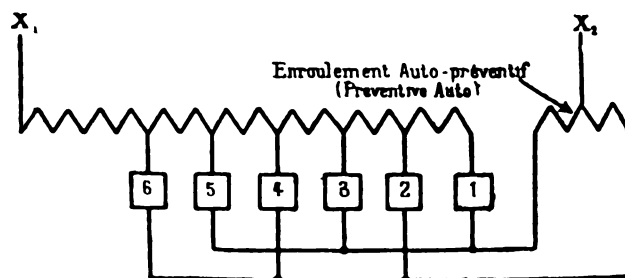 X₁ X₂
Enroulement Auto-préventif
(Preventive Auto)
6 5 4 3 2 1